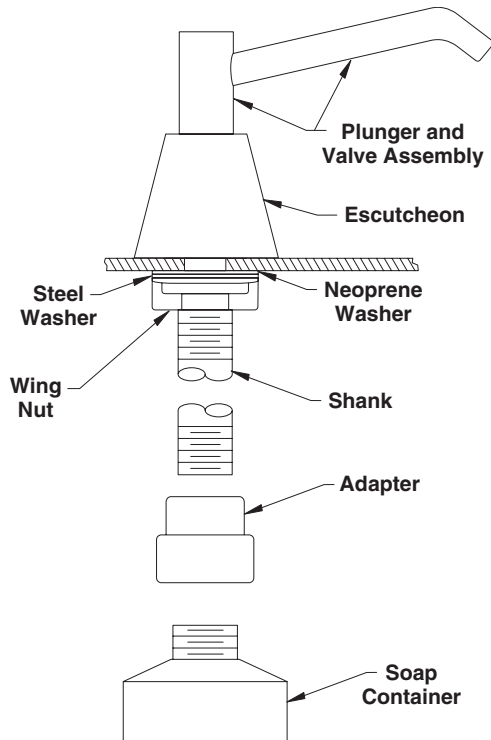 Plunger and
Valve Assembly
Escutcheon
Steel
Washer
Neoprene
Washer
Wing
Nut
Shank
Adapter
Soap
Container